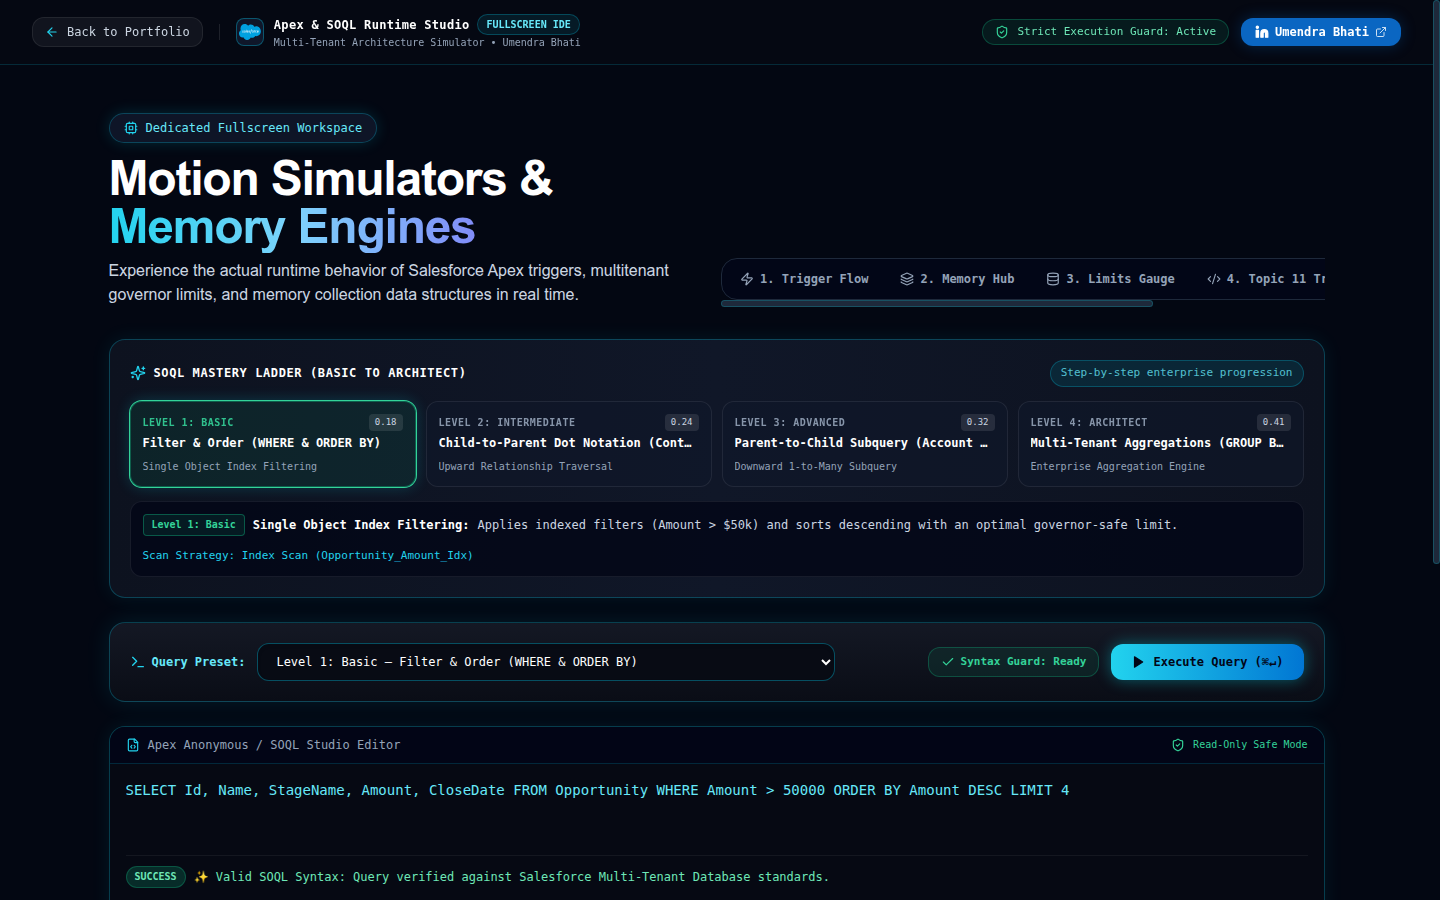 Back to Portfolio
Apex & SOQL Runtime Studio
FULLSCREEN IDE
Multi-Tenant Architecture Simulator • Umendra Bhati
Strict Execution Guard: Active
Umendra Bhati
Dedicated Fullscreen Workspace
Motion Simulators &
Memory Engines
Experience the actual runtime behavior of Salesforce Apex triggers, multitenant
governor limits, and memory collection data structures in real time.
1. Trigger Flow
2. Memory Hub
3. Limits Gauge
4. Topic 11 Tr
SOQL MASTERY LADDER (BASIC TO ARCHITECT)
Step-by-step enterprise progression
LEVEL 1: BASIC
0.18
Filter & Order (WHERE & ORDER BY)
Single Object Index Filtering
LEVEL 2: INTERMEDIATE
0.24
Child-to-Parent Dot Notation (Cont…
Upward Relationship Traversal
LEVEL 3: ADVANCED
0.32
Parent-to-Child Subquery (Account …
Downward 1-to-Many Subquery
LEVEL 4: ARCHITECT
0.41
Multi-Tenant Aggregations (GROUP B…
Enterprise Aggregation Engine
Level 1: Basic
Single Object Index Filtering: Applies indexed filters (Amount > $50k) and sorts descending with an optimal governor-safe limit.
Scan Strategy: Index Scan (Opportunity_Amount_Idx)
Query Preset:
Level 1: Basic — Filter & Order (WHERE & ORDER BY)
Syntax Guard: Ready
Execute Query (⌘↵)
Apex Anonymous / SOQL Studio Editor
Read-Only Safe Mode
SELECT Id, Name, StageName, Amount, CloseDate FROM Opportunity WHERE Amount > 50000 ORDER BY Amount DESC LIMIT 4
SUCCESS
✨ Valid SOQL Syntax: Query verified against Salesforce Multi-Tenant Database standards.